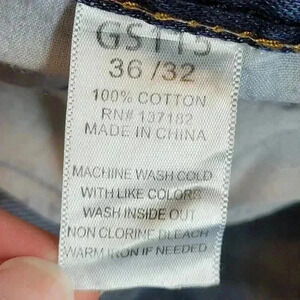 GS115
36 / 32
100% COTTON
RN# 137182
MADE IN CHINA
MACHINE WASH COLD
WITH LIKE COLORS
WASH INSIDE OUT
NON CLORINE BLEACH
WARM IRON IF NEEDED